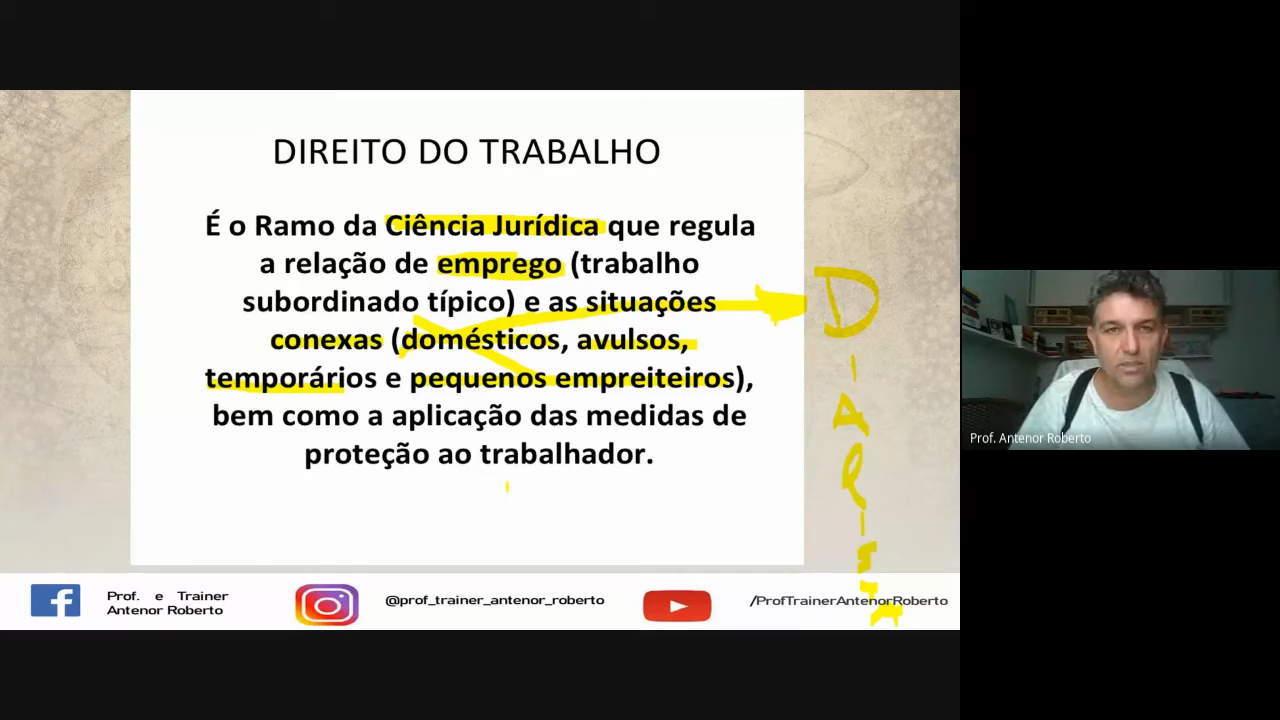 DIREITO DO TRABALHO
É o Ramo da Ciência Jurídica que regula
a relação de emprego (trabalho
subordinado típico) e as situações
conexas (domésticos, avulsos,
temporários e pequenos empreiteiros),
bem como a aplicação das medidas de
proteção ao trabalhador.
DIARISTA
Prof. e Trainer
Antenor Roberto
@prof_trainer_antenor_roberto
/ProfTrainerAntenorRoberto
Prof. Antenor Roberto